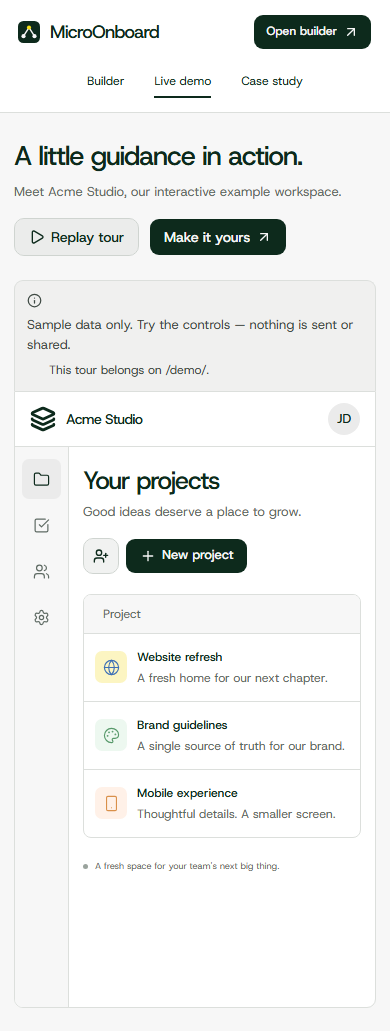 MicroOnboard
Open builder
Builder
Live demo
Case study
A little guidance in action.
Meet Acme Studio, our interactive example workspace.
Replay tour
Make it yours
Sample data only. Try the controls — nothing is sent or
shared.
This tour belongs on /demo/.
Acme Studio
JD
Your projects
Good ideas deserve a place to grow.
New project
Project
Website refresh
A fresh home for our next chapter.
Brand guidelines
A single source of truth for our brand.
Mobile experience
Thoughtful details. A smaller screen.
A fresh space for your team's next big thing.